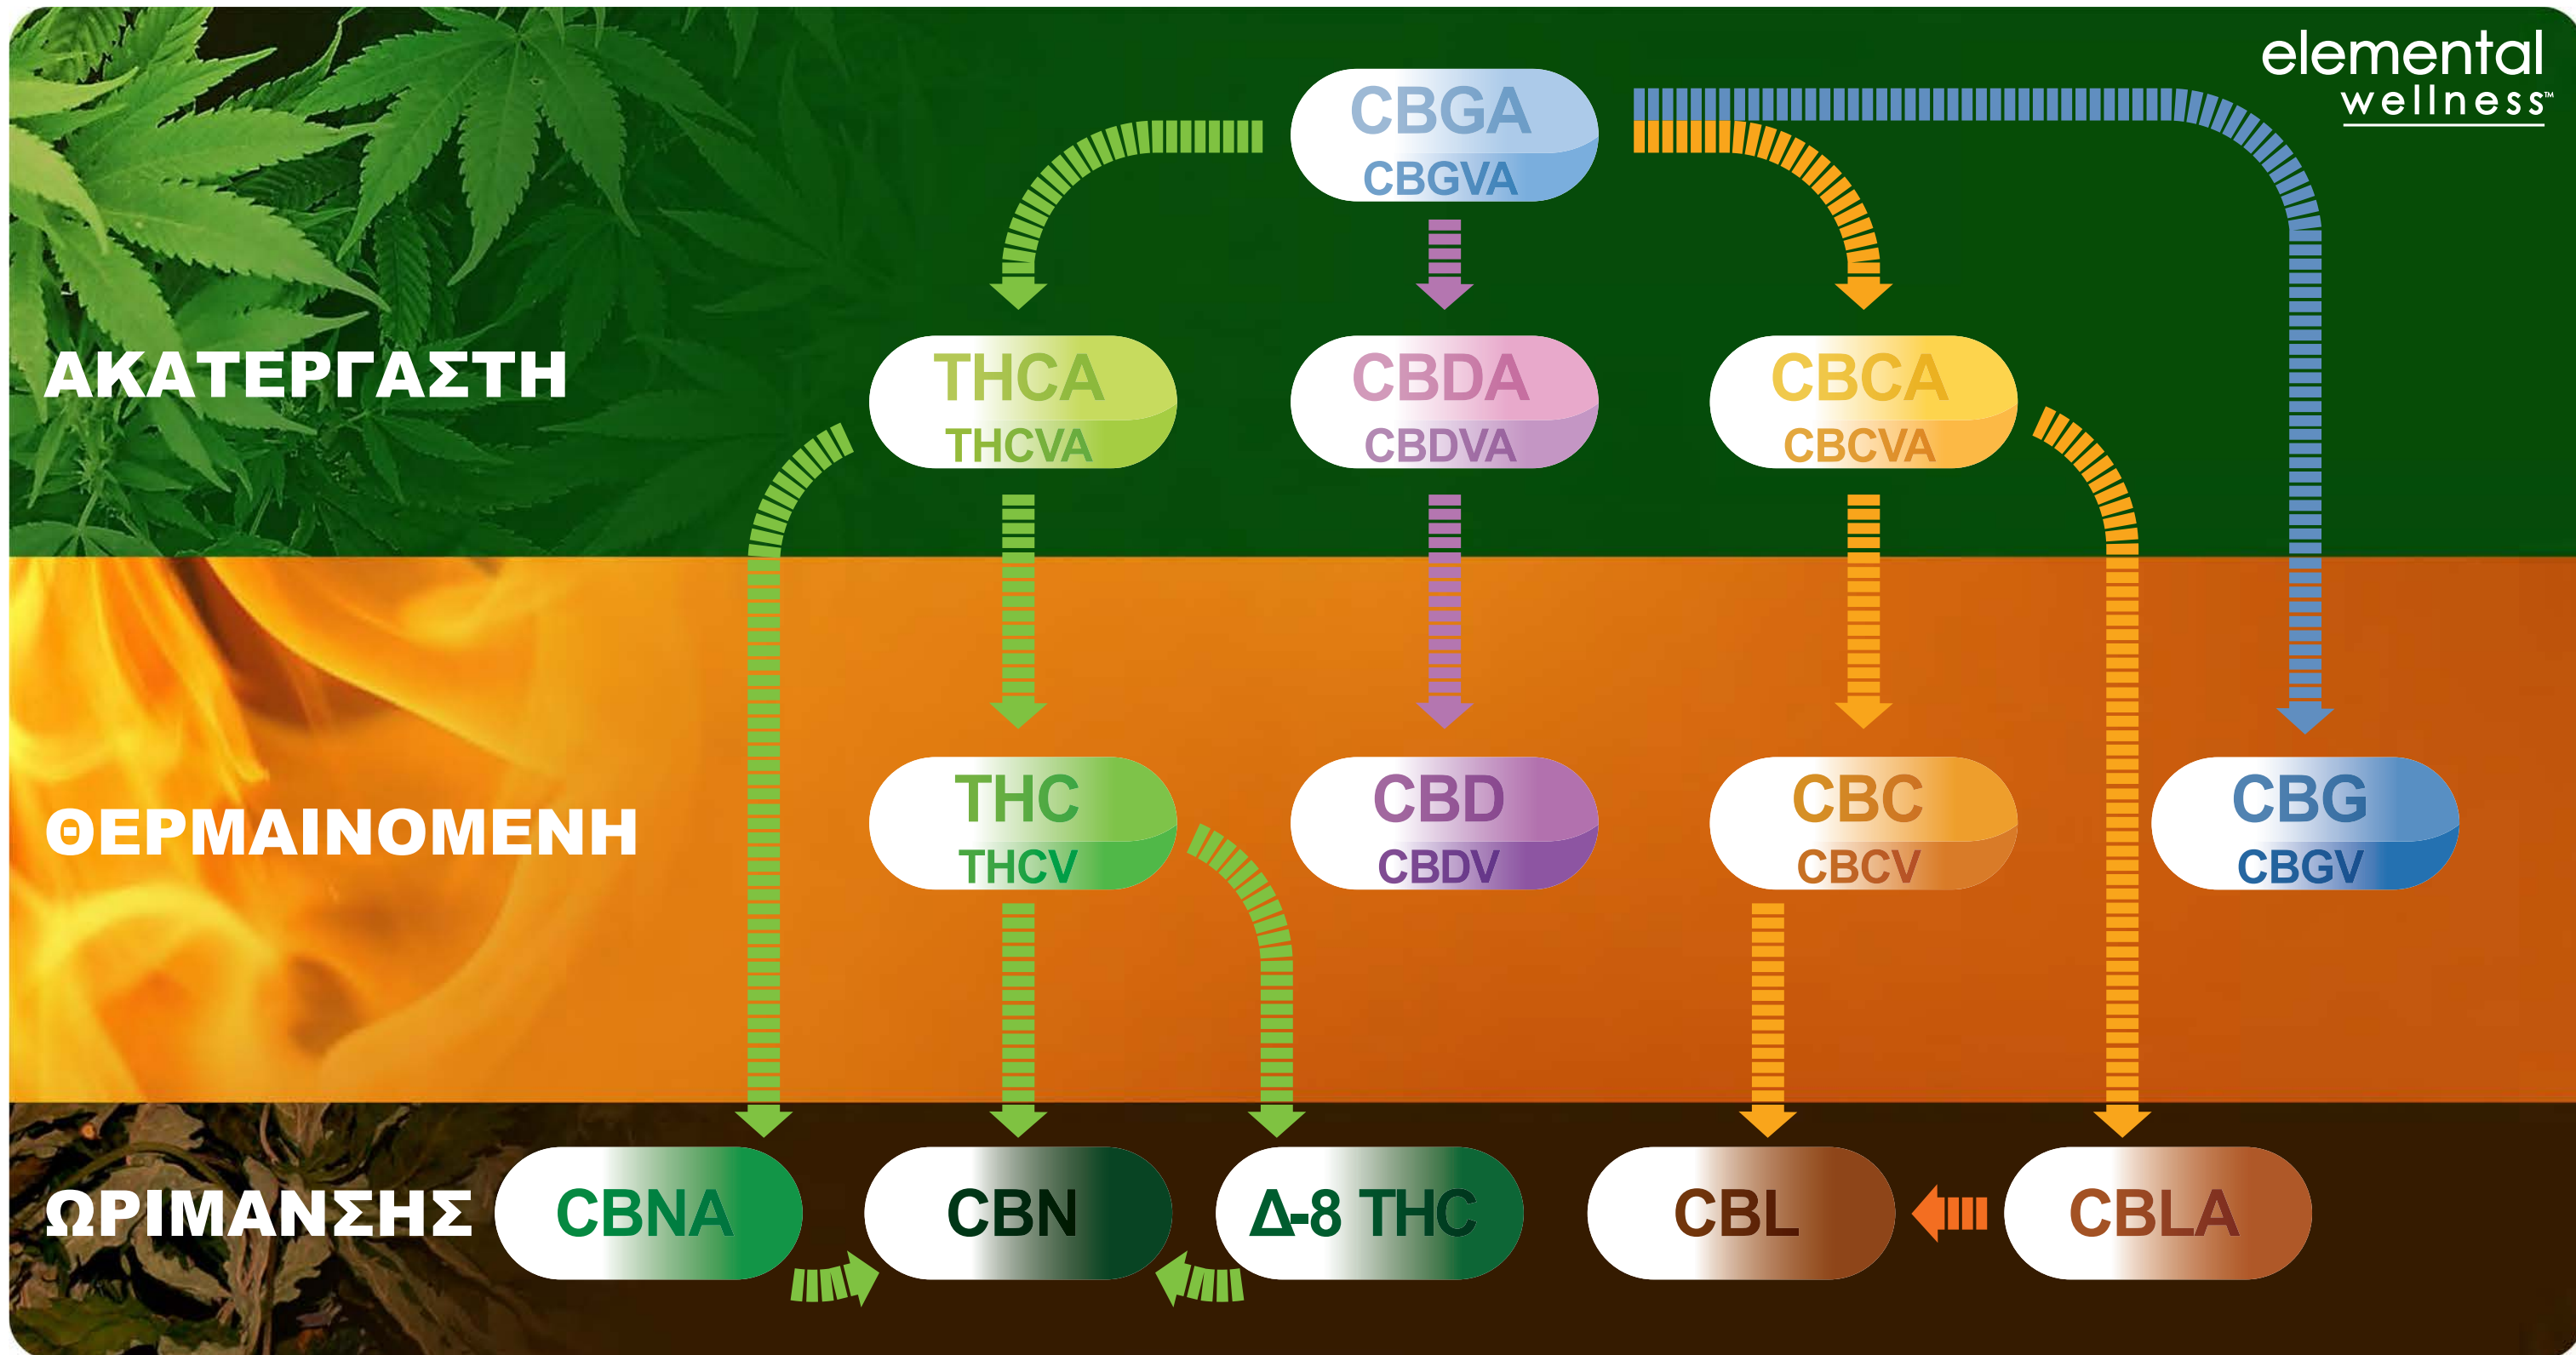 elemental
wellness™
CBGA
CBGVA
ΑΚΑΤΕΡΓΑΣΤΗ
THCA
THCVA
CBDA
CBDVA
CBCA
CBCVA
ΘΕΡΜΑΙΝΟΜΕΝΗ
THC
THCV
CBD
CBDV
CBC
CBCV
CBG
CBGV
ΩΡΙΜΑΝΣΗΣ
CBNA
CBN
Δ-8 THC
CBL
CBLA